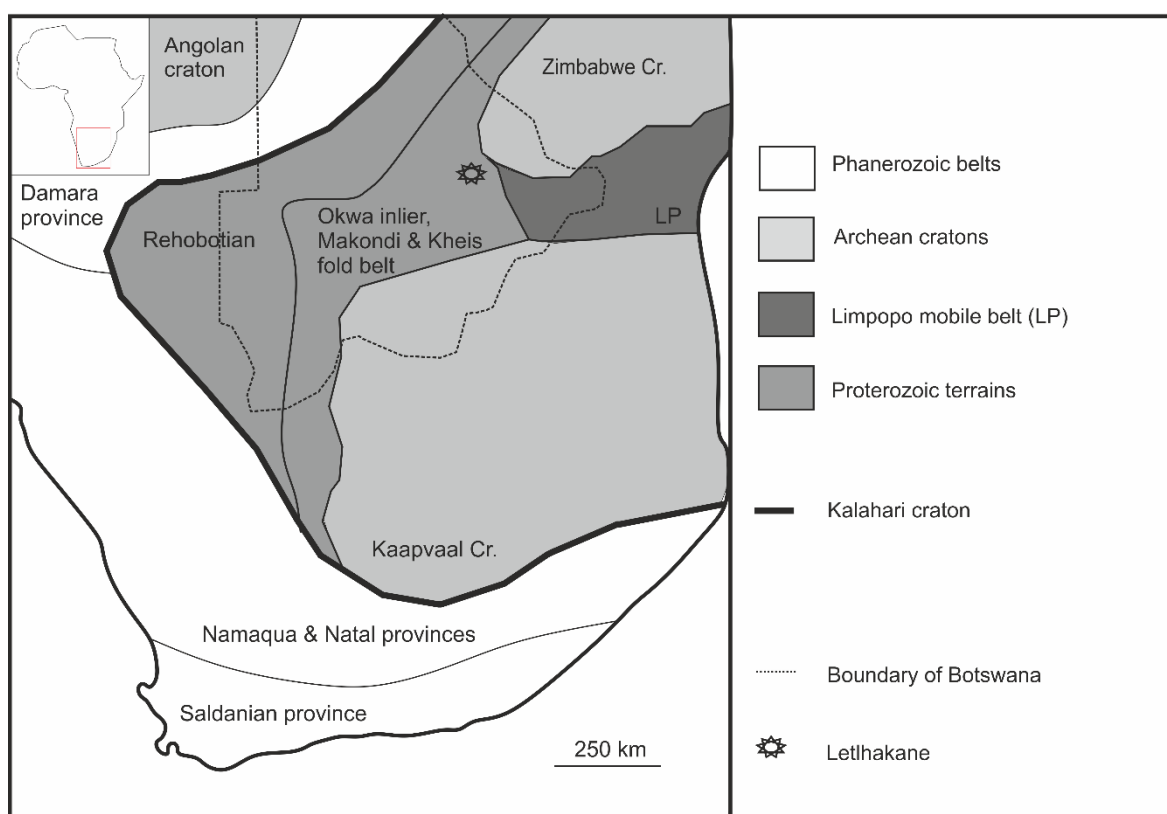 Angolan
craton
Zimbabwe Cr.
Damara
province
Rehobotian
Okwa inlier,
Makondi & Kheis
fold belt
LP
Kaapvaal Cr.
Namaqua & Natal provinces
Saldanian province
250 km
Phanerozoic belts
Archean cratons
Limpopo mobile belt (LP)
Proterozoic terrains
Kalahari craton
Boundary of Botswana
Letlhakane